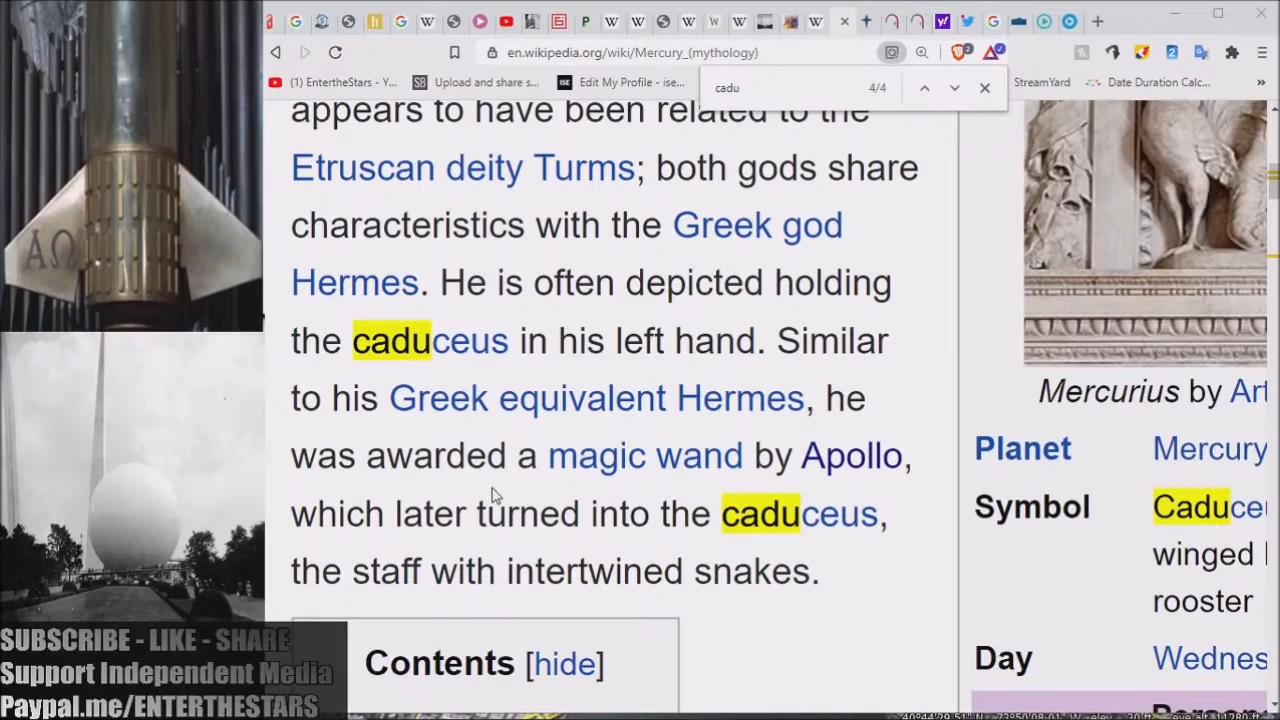 en.wikipedia.org/wiki/Mercury_(mythology)
(1) EntertheStars - Y...
Upload and share s...
Edit My Profile - ise...
StreamYard
Date Duration Calc...
cadu
4/4
appears to have been related to the
Etruscan deity Turms; both gods share
characteristics with the Greek god
Hermes. He is often depicted holding
the caduceus in his left hand. Similar
to his Greek equivalent Hermes, he
was awarded a magic wand by Apollo,
which later turned into the caduceus,
the staff with intertwined snakes.
Contents [hide]
Mercurius by Art
Planet Mercury
Symbol Caduceu
winged
rooster
Day Wednes
ΑΩ
SUBSCRIBE - LIKE - SHARE
Support Independent Media
Paypal.me/ENTERTHESTARS